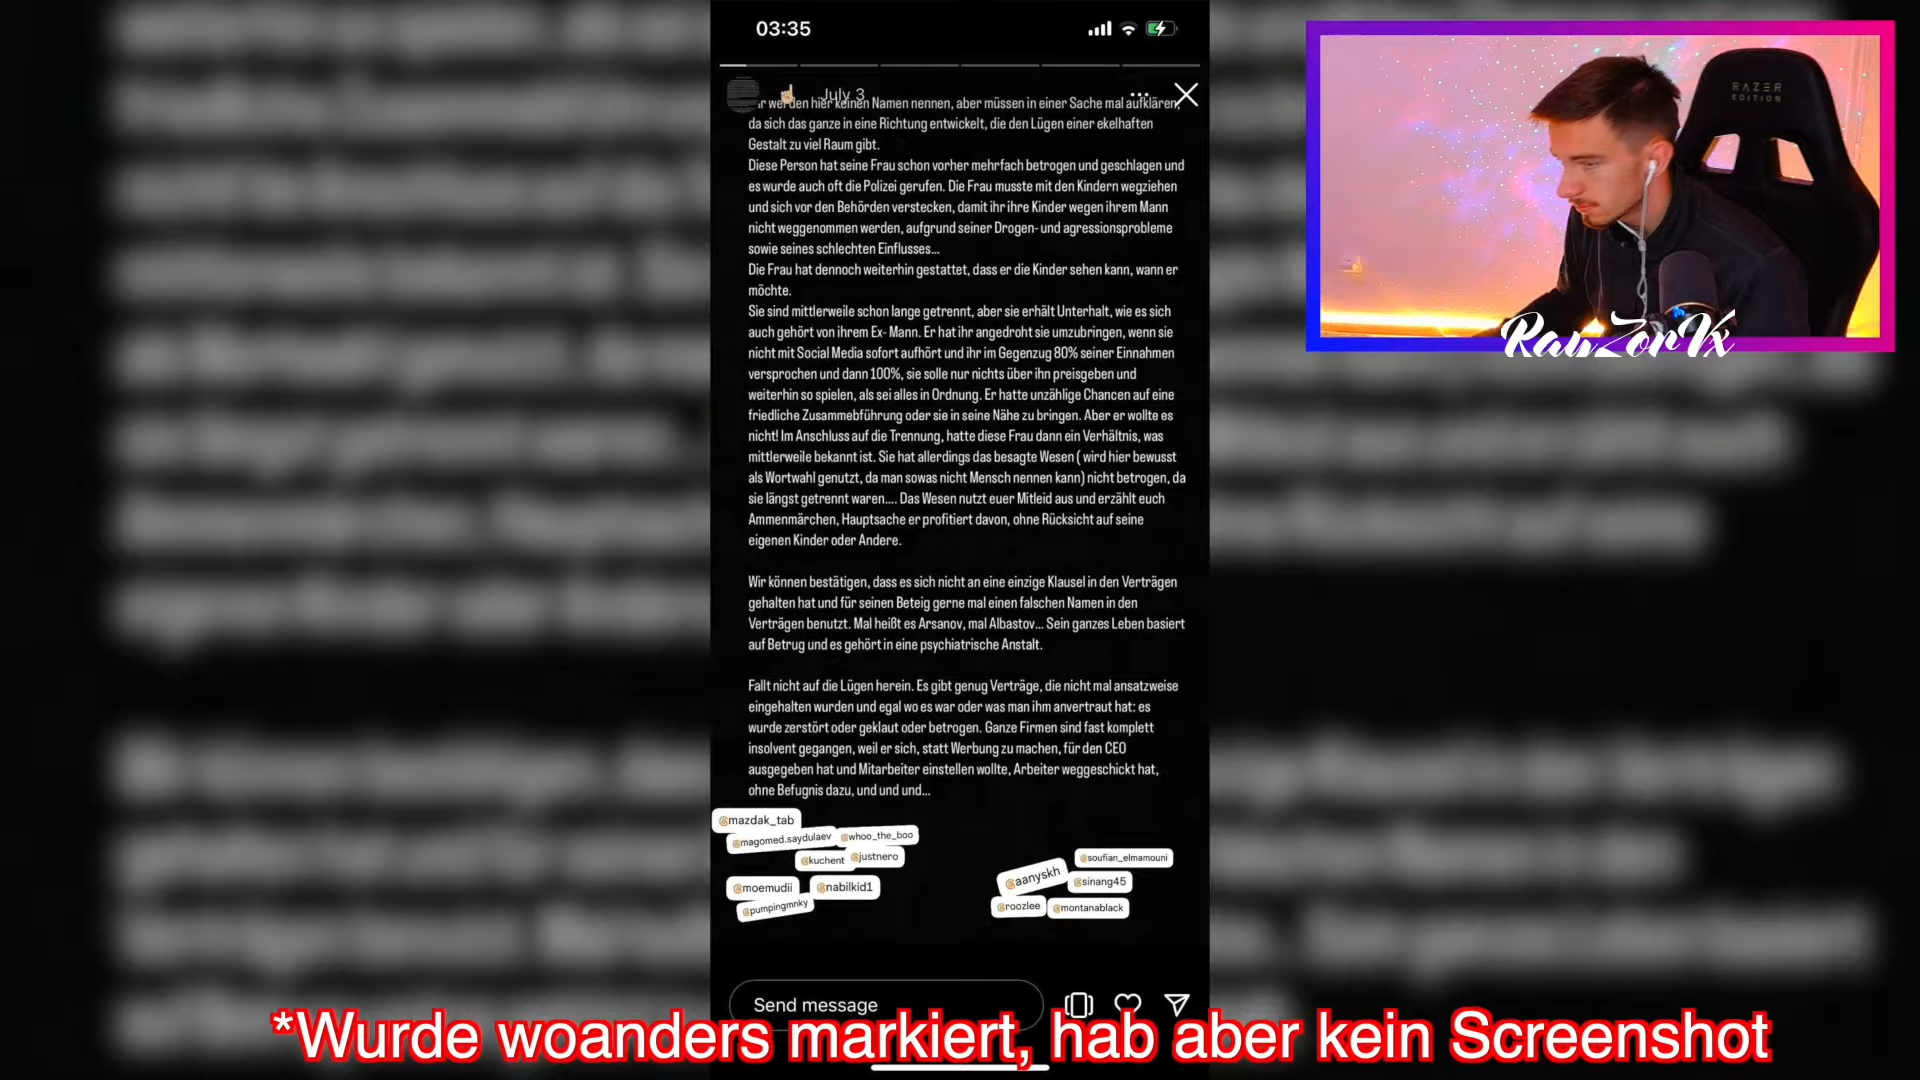 03:35
July 3
werden hier keinen Namen nennen, aber müssen in einer Sache mal aufklären,
da sich das ganze in eine Richtung entwickelt, die den Lügen einer ekelhaften
Gestalt zu viel Raum gibt.
Diese Person hat seine Frau schon vorher mehrfach betrogen und geschlagen und
es wurde auch oft die Polizei gerufen. Die Frau musste mit den Kindern wegziehen
und sich vor den Behörden verstecken, damit ihr ihre Kinder wegen ihrem Mann
nicht weggenommen werden, aufgrund seiner Drogen- und agressionsprobleme
sowie seines schlechten Einflusses...
Die Frau hat dennoch weiterhin gestattet, dass er die Kinder sehen kann, wann er
möchte.
Sie sind mittlerweile schon lange getrennt, aber sie erhält Unterhalt, wie es sich
auch gehört von ihrem Ex- Mann. Er hat ihr angedroht sie umzubringen, wenn sie
nicht mit Social Media sofort aufhört und ihr im Gegenzug 80% seiner Einnahmen
versprochen und dann 100%, sie solle nur nichts über ihn preisgeben und
weiterhin so spielen, als sei alles in Ordnung. Er hatte unzählige Chancen auf eine
friedliche Zusammebführung oder sie in seine Nähe zu bringen. Aber er wollte es
nicht! Im Anschluss auf die Trennung, hatte diese Frau dann ein Verhältnis, was
mittlerweile bekannt ist. Sie hat allerdings das besagte Wesen ( wird hier bewusst
als Wortwahl genutzt, da man sowas nicht Mensch nennen kann) nicht betrogen, da
sie längst getrennt waren.... Das Wesen nutzt euer Mitleid aus und erzählt euch
Ammenmärchen, Hauptsache er profitiert davon, ohne Rücksicht auf seine
eigenen Kinder oder Andere.
Wir können bestätigen, dass es sich nicht an eine einzige Klausel in den Verträgen
gehalten hat und für seinen Beteig gerne mal einen falschen Namen in den
Verträgen benutzt. Mal heißt es Arsanov, mal Albastov... Sein ganzes Leben basiert
auf Betrug und es gehört in eine psychiatrische Anstalt.
Fallt nicht auf die Lügen herein. Es gibt genug Verträge, die nicht mal ansatzweise
eingehalten wurden und egal wo es war oder was man ihm anvertraut hat: es
wurde zerstört oder geklaut oder betrogen. Ganze Firmen sind fast komplett
insolvent gegangen, weil er sich, statt Werbung zu machen, für den CEO
ausgegeben hat und Mitarbeiter einstellen wollte, Arbeiter weggeschickt hat,
ohne Befugnis dazu, und und und...
@mazdak_tab
@magomed.saydulaev @whoo_the_boo
@kuchent @justnero
@moemudii @nabilkid1
@pumpingmnky
@soufian_elmamouni
@aanyskh @sinang45
@roozlee @montanablack
Send message
*Wurde woanders markiert, hab aber kein Screenshot
RAZER
EDITION